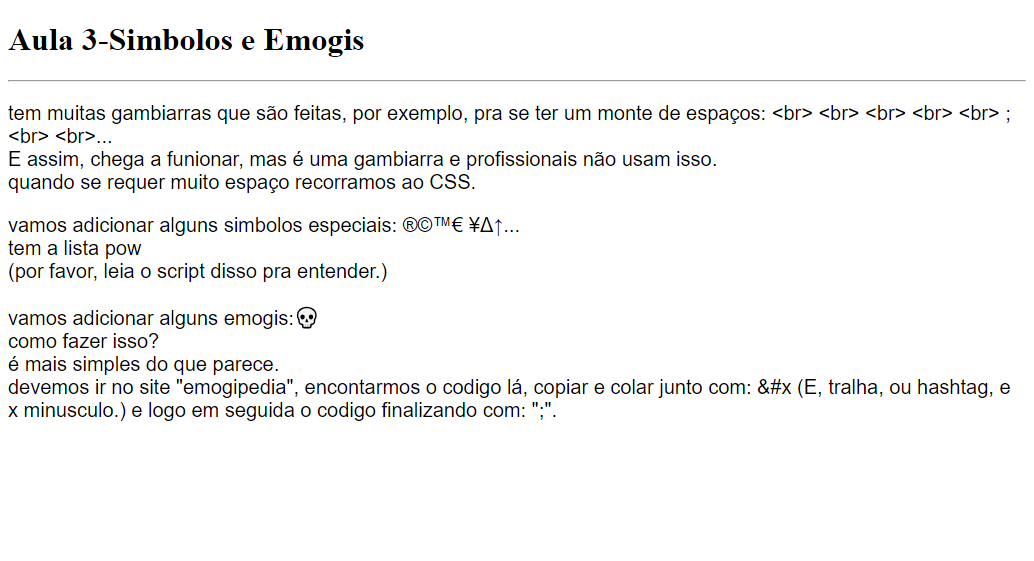 Aula 3-Simbolos e Emogis
tem muitas gambiarras que são feitas, por exemplo, pra se ter um monte de espaços: <br> <br> <br> <br> <br> ;
<br> <br>...
E assim, chega a funionar, mas é uma gambiarra e profissionais não usam isso.
quando se requer muito espaço recorramos ao CSS.
vamos adicionar alguns simbolos especiais: ®©™€ ¥Δ↑...
tem a lista pow
(por favor, leia o script disso pra entender.)
vamos adicionar alguns emogis:💀
como fazer isso?
é mais simples do que parece.
devemos ir no site "emogipedia", encontarmos o codigo lá, copiar e colar junto com: &#x (E, tralha, ou hashtag, e
x minusculo.) e logo em seguida o codigo finalizando com: ";".